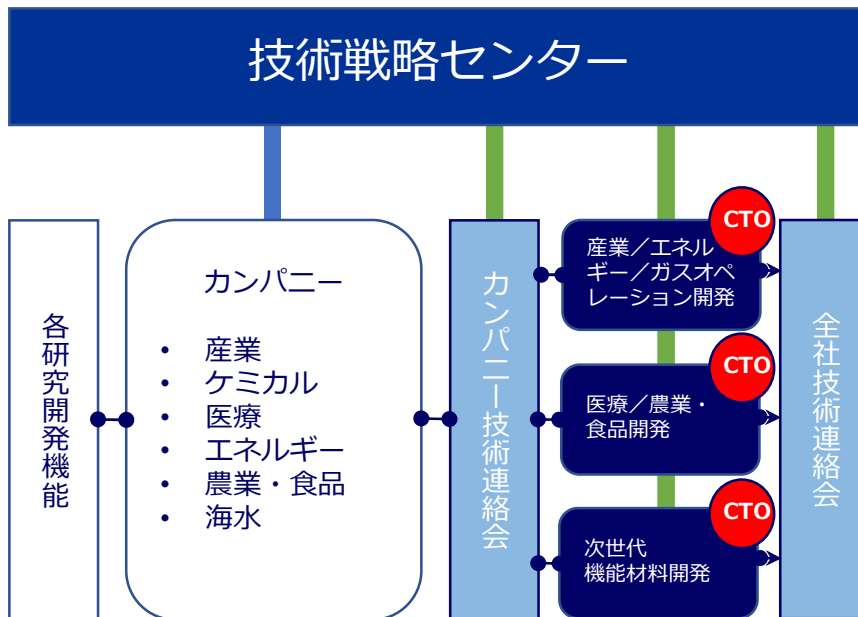 技術戦略センター
各研究開発機能
カンパニー
• 産業
• ケミカル
• 医療
• エネルギー
• 農業・食品
• 海水
カンパニー技術連絡会
CTO
産業／エネル
ギー／ガスオペ
レーション開発
CTO
医療／農業・
食品開発
CTO
次世代
機能材料開発
全社技術連絡会